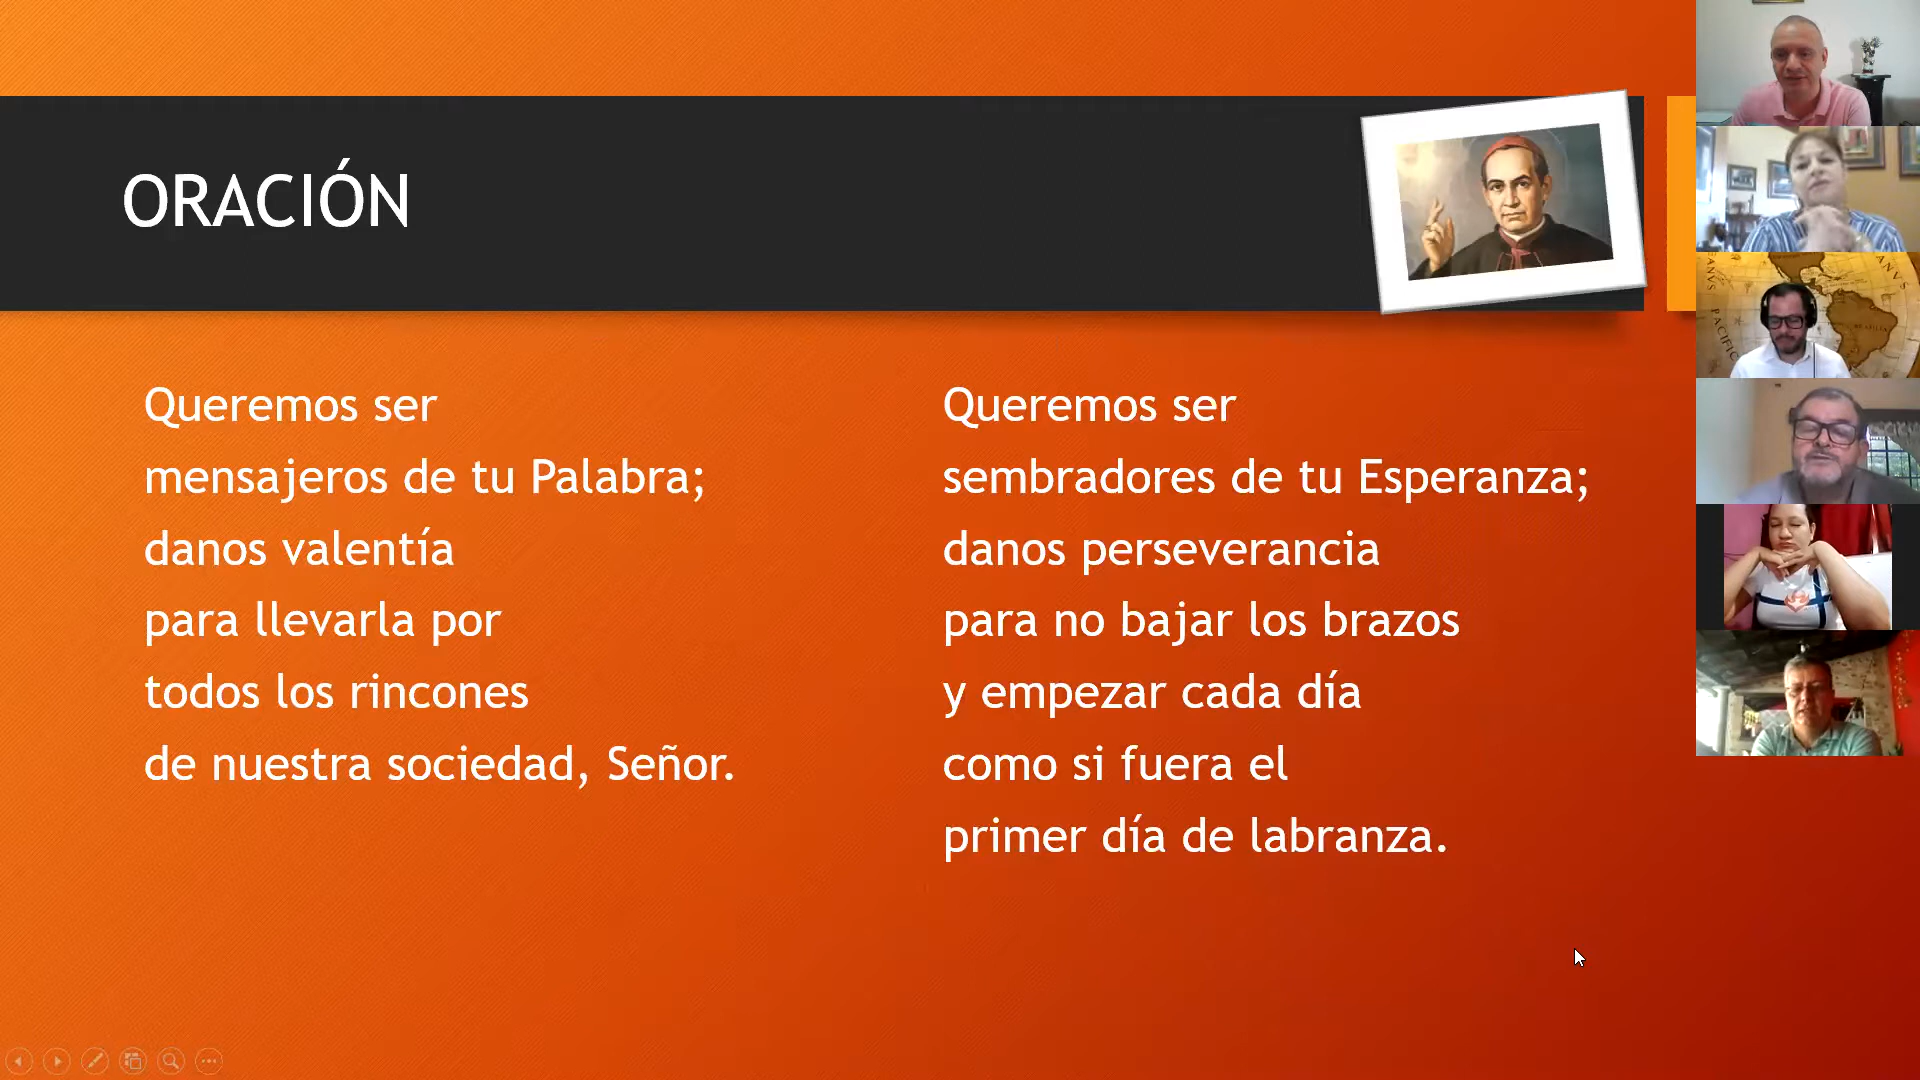 ORACIÓN
Queremos ser
mensajeros de tu Palabra;
danos valentía
para llevarla por
todos los rincones
de nuestra sociedad, Señor.
Queremos ser
sembradores de tu Esperanza;
danos perseverancia
para no bajar los brazos
y empezar cada día
como si fuera el
primer día de labranza.
PACIFIC